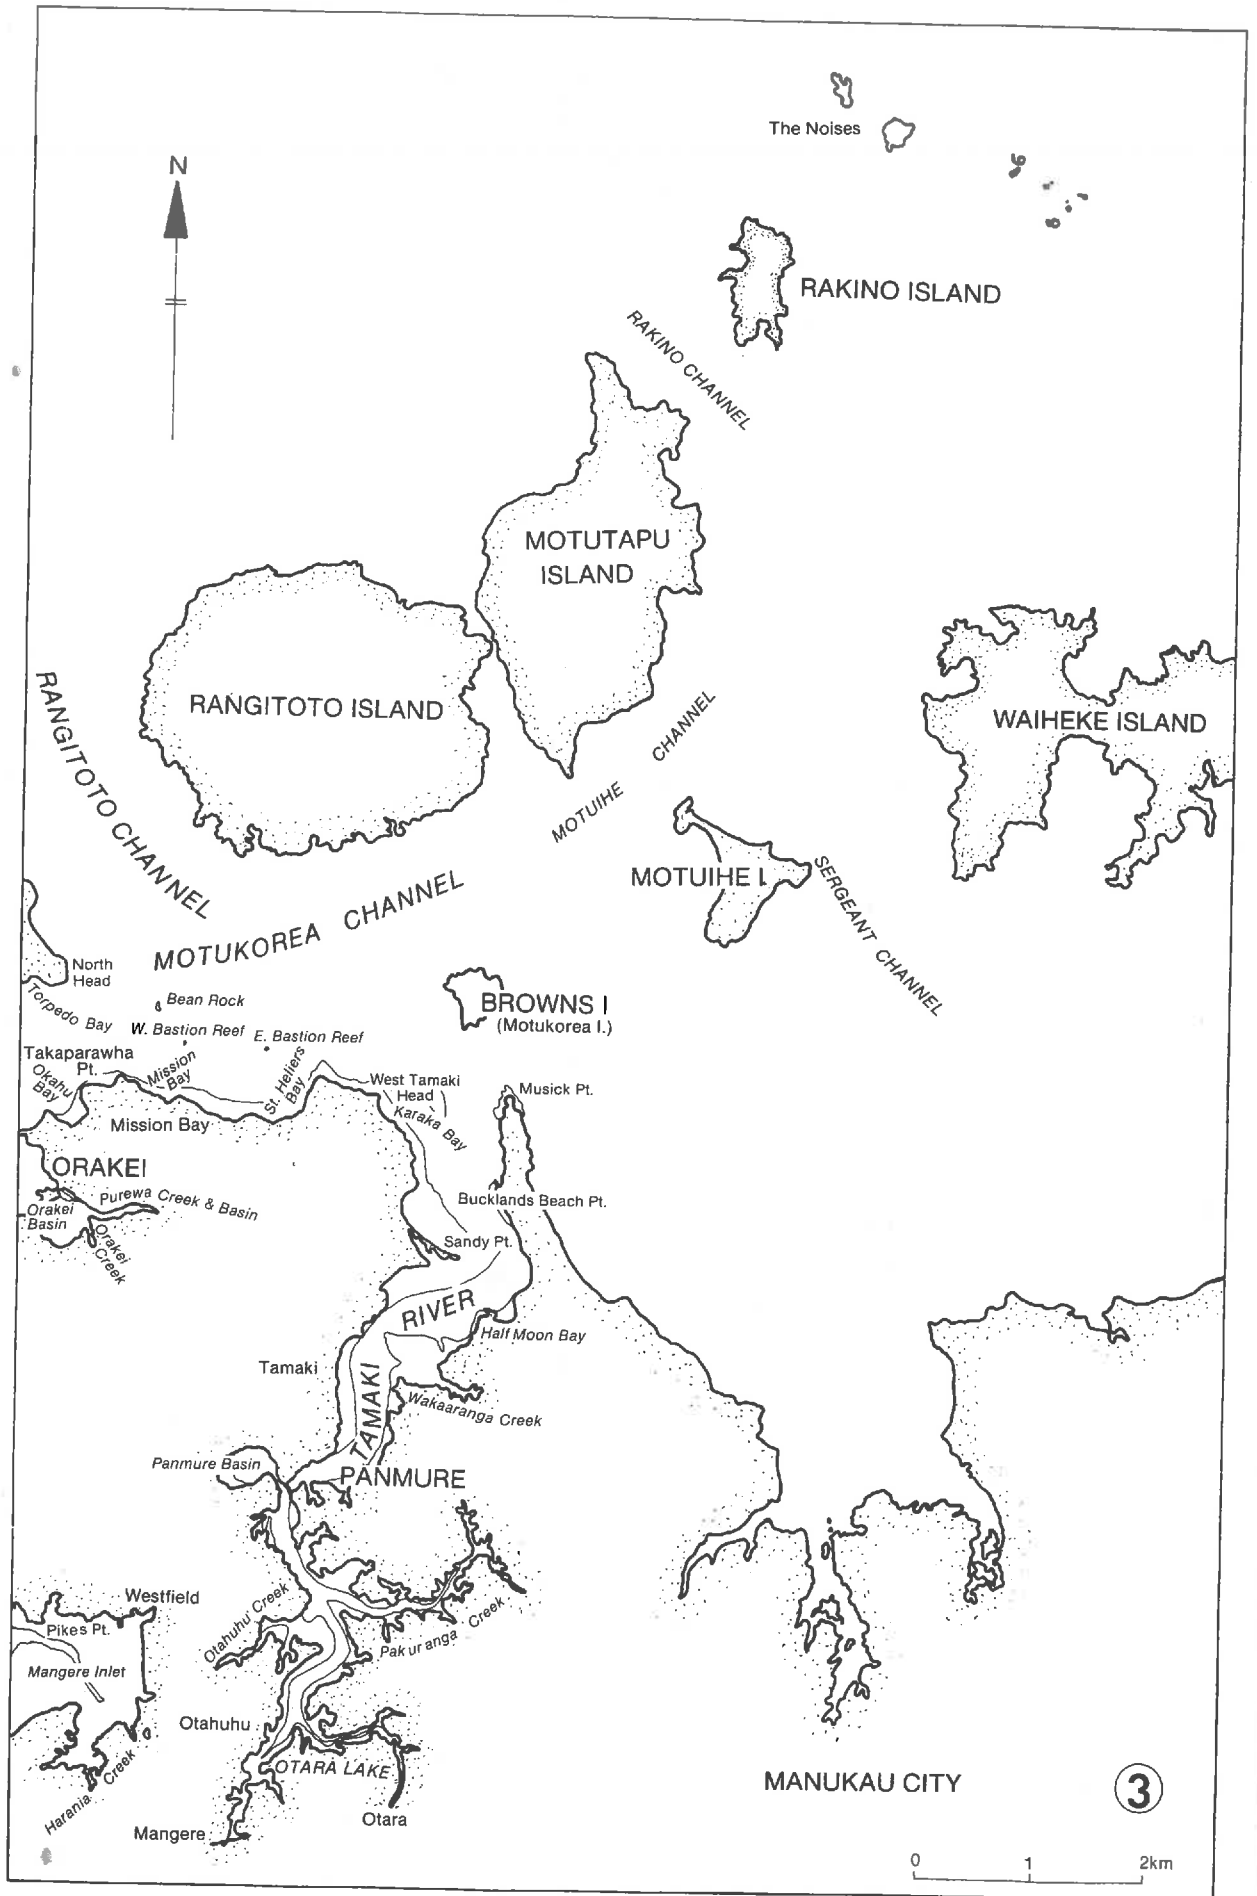 The Noises
N
RAKINO ISLAND
RAKINO CHANNEL
MOTUTAPU
ISLAND
RANGITOTO ISLAND
WAIHEKE ISLAND
RANGITOTO CHANNEL
MOTUIHE CHANNEL
MOTUIHE I.
SERGEANT CHANNEL
MOTUKOREA CHANNEL
North
Head
Torpedo Bay
Bean Rock
BROWNS I
(Motukorea I.)
W. Bastion Reef
E. Bastion Reef
Takaparawha
Pt.
Okahu
Bay
Mission
Bay
St. Heliers
Bay
West Tamaki
Head
Karaka Bay
Musick Pt.
Mission Bay
ORAKEI
Purewa Creek & Basin
Orakei
Basin
Orakei
Creek
Bucklands Beach Pt.
Sandy Pt.
TAMAKI RIVER
Half Moon Bay
Tamaki
Wakaaranga Creek
Panmure Basin
PANMURE
Westfield
Pikes Pt.
Otahuhu Creek
Pakuranga Creek
Mangere Inlet
Otahuhu
OTARA LAKE
Harania Creek
Otara
Mangere
MANUKAU CITY
3
0 1 2km